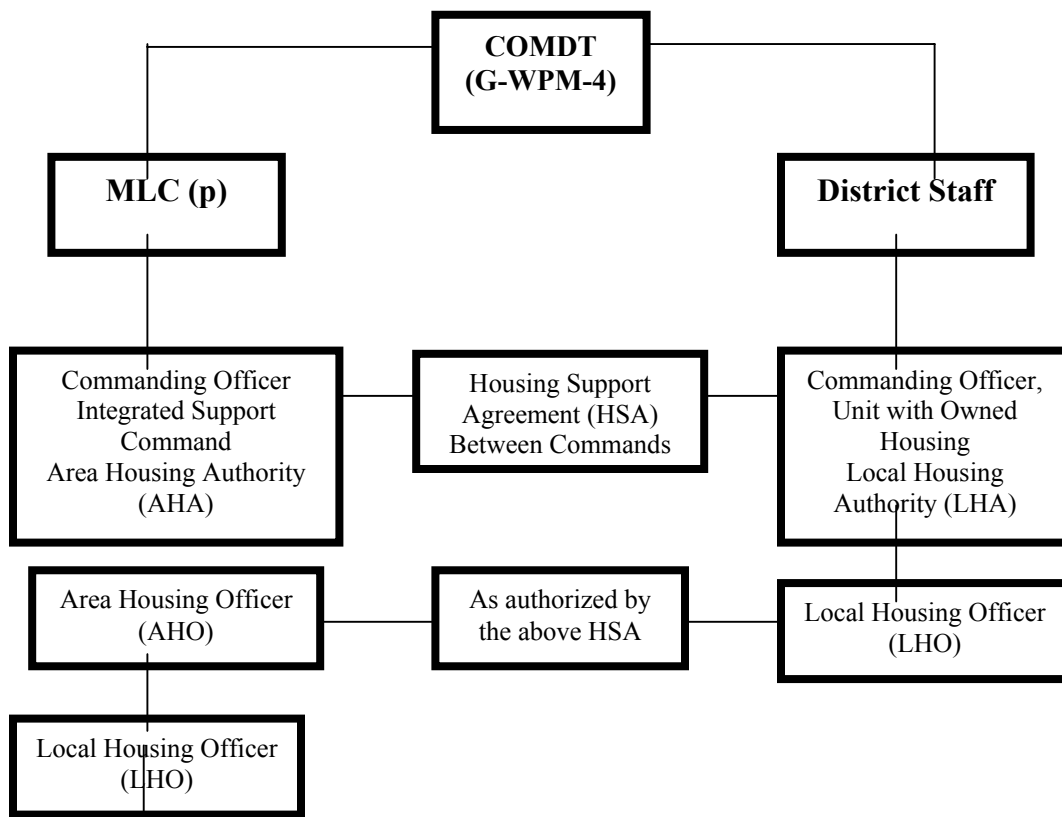 COMDT
(G-WPM-4)
MLC (p)
District Staff
Commanding Officer
Integrated Support
Command
Area Housing Authority
(AHA)
Housing Support
Agreement (HSA)
Between Commands
Commanding Officer,
Unit with Owned
Housing
Local Housing
Authority (LHA)
Area Housing Officer
(AHO)
As authorized by
the above HSA
Local Housing Officer
(LHO)
Local Housing Officer
(LHO)